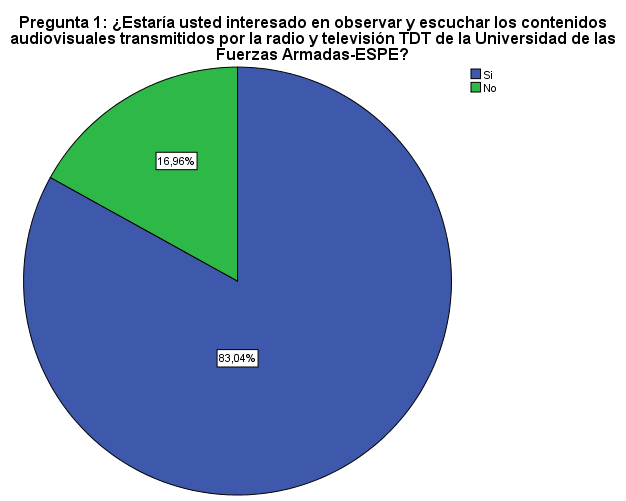 Pregunta 1: ¿Estaría usted interesado en observar y escuchar los contenidos
audiovisuales transmitidos por la radio y televisión TDT de la Universidad de las
Fuerzas Armadas-ESPE?
Si
No
16,96%
83,04%